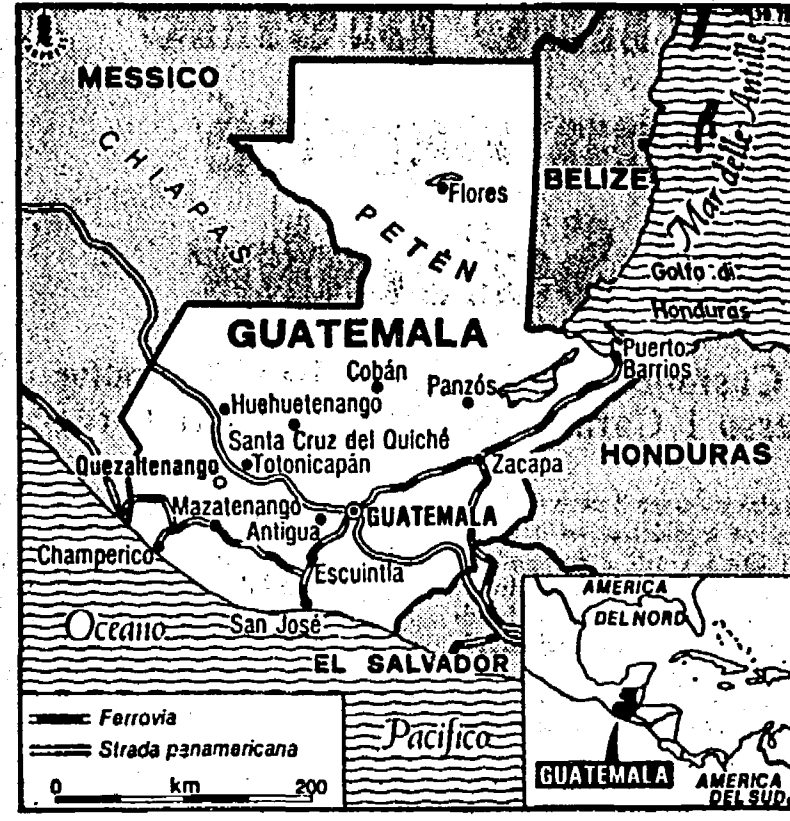 MESSICO
CHIAPAS
Mar delle Antille
BELIZE
Flores
PETÉN
Golfo di
Honduras
GUATEMALA
Puerto
Barrios
Cobán
Panzós
Huehuetenango
Santa Cruz del Quiché
HONDURAS
Quezaltenango
Totonicapán
Zacapa
Mazatenango
GUATEMALA
Antigua
Champerico
Escuintla
San José
Oceano
Pacifico
EL SALVADOR
AMERICA
DEL NORD
Ferrovia
Strada panamericana
0 km 200
GUATEMALA
AMERICA
DEL SUD